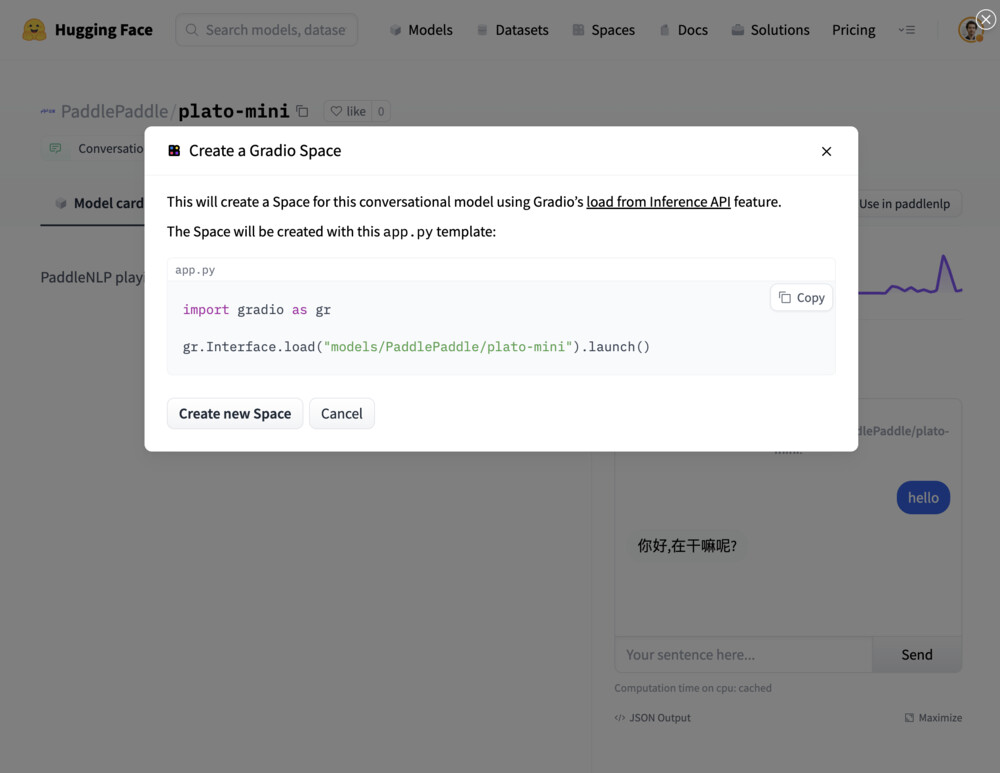 Hugging Face
Search models, datase
Models
Datasets
Spaces
Docs
Solutions
Pricing
PaddlePaddle/plato-mini
like 0
Conversatio
Model card
Use in paddlenlp
PaddleNLP play
Create a Gradio Space
This will create a Space for this conversational model using Gradio's load from Inference API feature.
The Space will be created with this app.py template:
app.py
Copy
import gradio as gr
gr.Interface.load("models/PaddlePaddle/plato-mini").launch()
Create new Space
Cancel
dlePaddle/plato-
hello
你好,在干嘛呢?
Your sentence here...
Send
Computation time on cpu: cached
</> JSON Output
Maximize